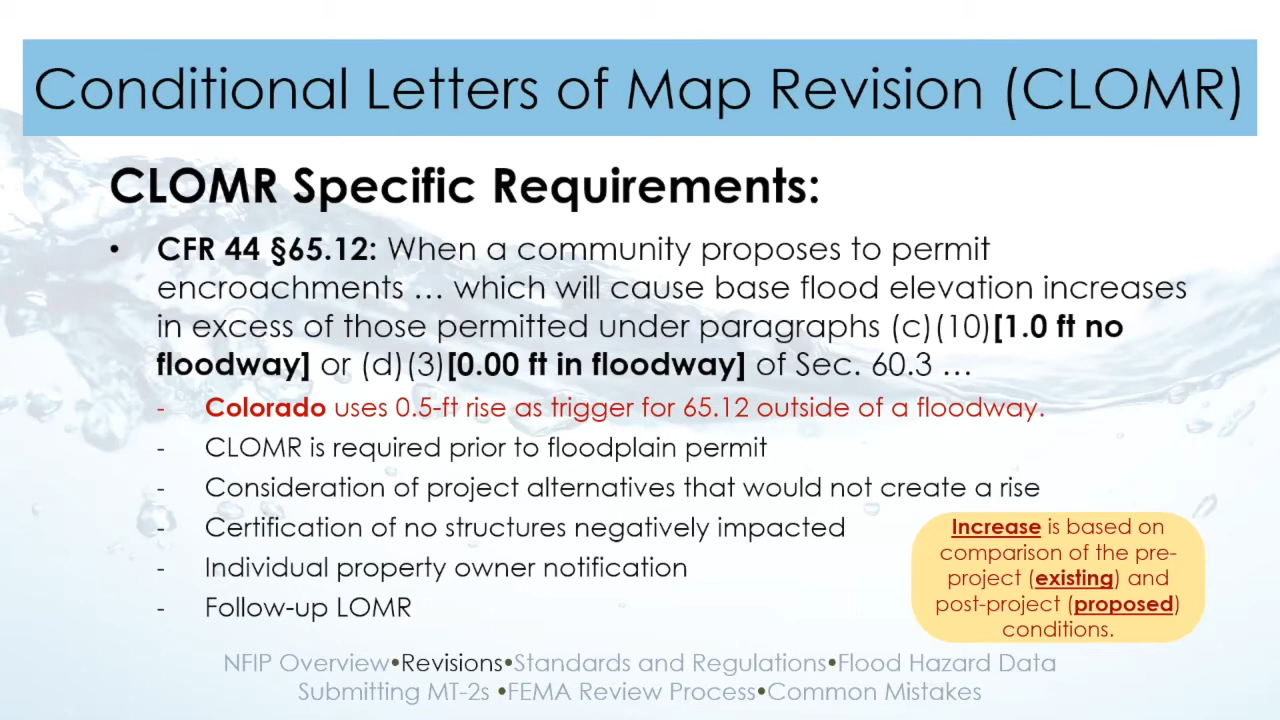 Conditional Letters of Map Revision (CLOMR)
CLOMR Specific Requirements:
• CFR 44 §65.12: When a community proposes to permit
encroachments … which will cause base flood elevation increases
in excess of those permitted under paragraphs (c)(10)[1.0 ft no
floodway] or (d)(3)[0.00 ft in floodway] of Sec. 60.3 …
- Colorado uses 0.5-ft rise as trigger for 65.12 outside of a floodway.
- CLOMR is required prior to floodplain permit
- Consideration of project alternatives that would not create a rise
- Certification of no structures negatively impacted
- Individual property owner notification
- Follow-up LOMR
Increase is based on
comparison of the pre-
project (existing) and
post-project (proposed)
conditions.
NFIP Overview•Revisions•Standards and Regulations•Flood Hazard Data
Submitting MT-2s •FEMA Review Process•Common Mistakes